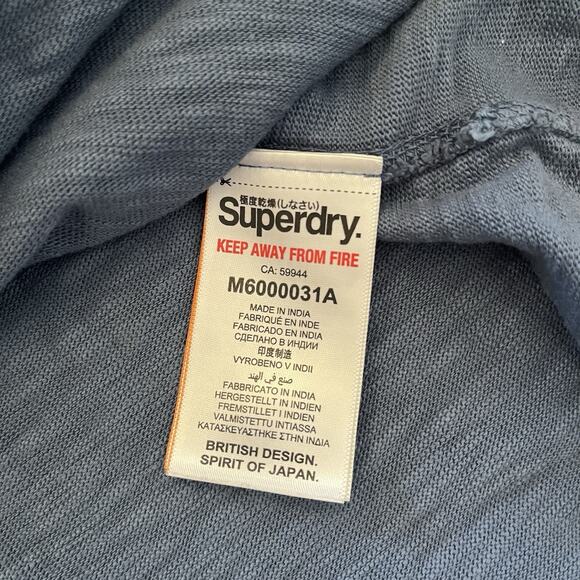 極度乾燥(しなさい)
Superdry.
KEEP AWAY FROM FIRE
CA: 59944
M6000031A
MADE IN INDIA
FABRIQUÉ EN INDE
FABRICADO EN INDIA
СДЕЛАНО В ИНДИИ
印度制造
VYROBENO V INDII
صنع في الهند
FABBRICATO IN INDIA
HERGESTELLT IN INDIEN
FREMSTILLET I INDIEN
VALMISTETTU INTIASSA
ΚΑΤΑΣΚΕΥΑΣΤΗΚΕ ΣΤΗΝ ΙΝΔΙΑ
BRITISH DESIGN.
SPIRIT OF JAPAN.